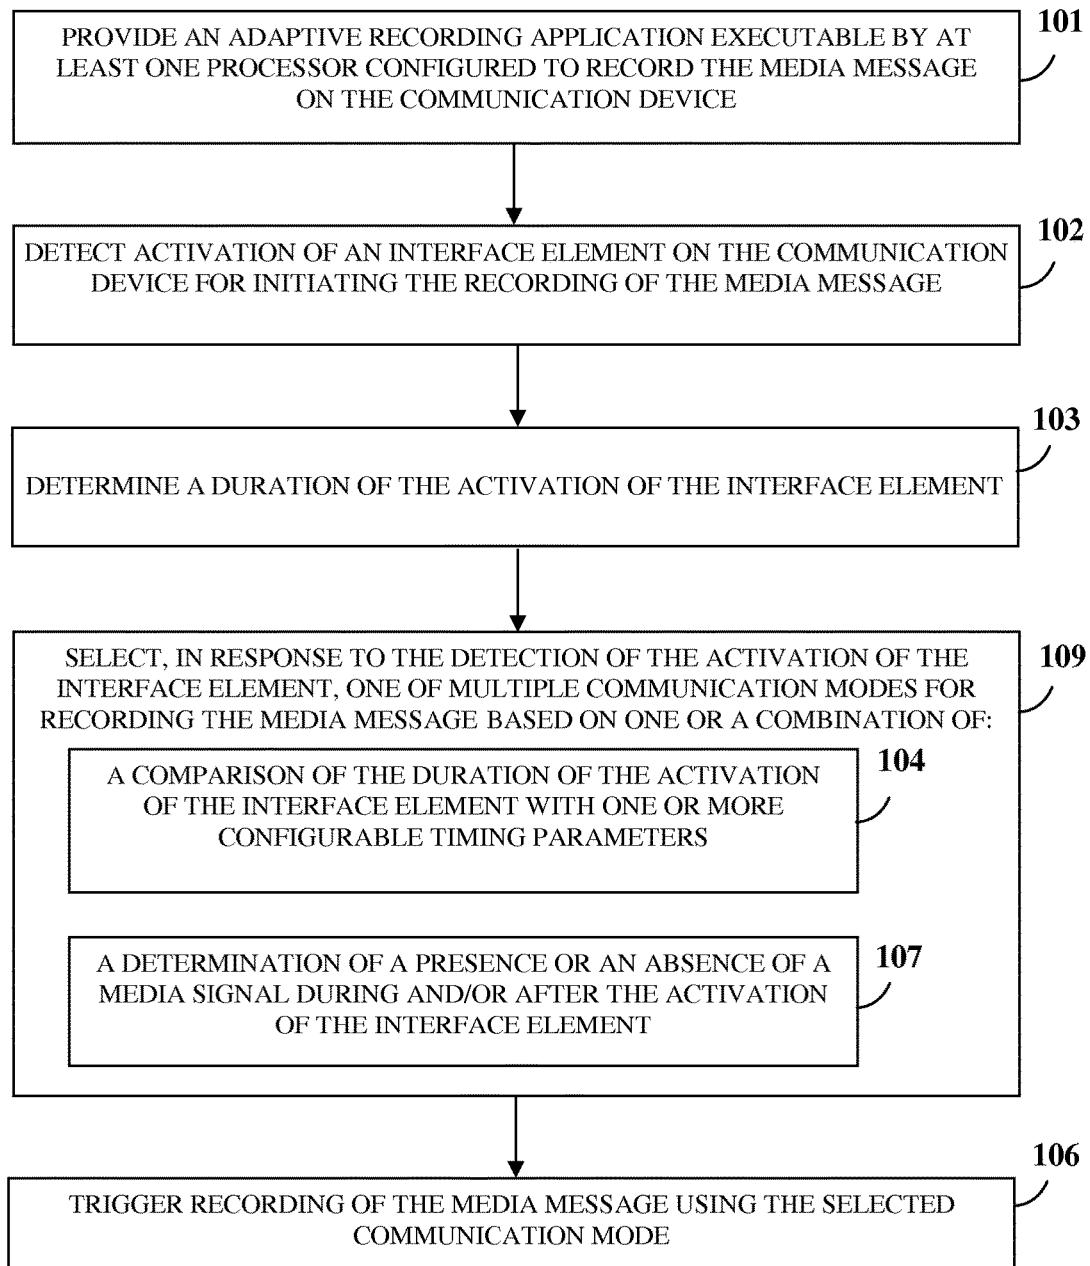 PROVIDE AN ADAPTIVE RECORDING APPLICATION EXECUTABLE BY AT
LEAST ONE PROCESSOR CONFIGURED TO RECORD THE MEDIA MESSAGE
ON THE COMMUNICATION DEVICE
101
DETECT ACTIVATION OF AN INTERFACE ELEMENT ON THE COMMUNICATION
DEVICE FOR INITIATING THE RECORDING OF THE MEDIA MESSAGE
102
DETERMINE A DURATION OF THE ACTIVATION OF THE INTERFACE ELEMENT
103
SELECT, IN RESPONSE TO THE DETECTION OF THE ACTIVATION OF THE
INTERFACE ELEMENT, ONE OF MULTIPLE COMMUNICATION MODES FOR
RECORDING THE MEDIA MESSAGE BASED ON ONE OR A COMBINATION OF:
109
A COMPARISON OF THE DURATION OF THE ACTIVATION
OF THE INTERFACE ELEMENT WITH ONE OR MORE
CONFIGURABLE TIMING PARAMETERS
104
A DETERMINATION OF A PRESENCE OR AN ABSENCE OF A
MEDIA SIGNAL DURING AND/OR AFTER THE ACTIVATION
OF THE INTERFACE ELEMENT
107
TRIGGER RECORDING OF THE MEDIA MESSAGE USING THE SELECTED
COMMUNICATION MODE
106